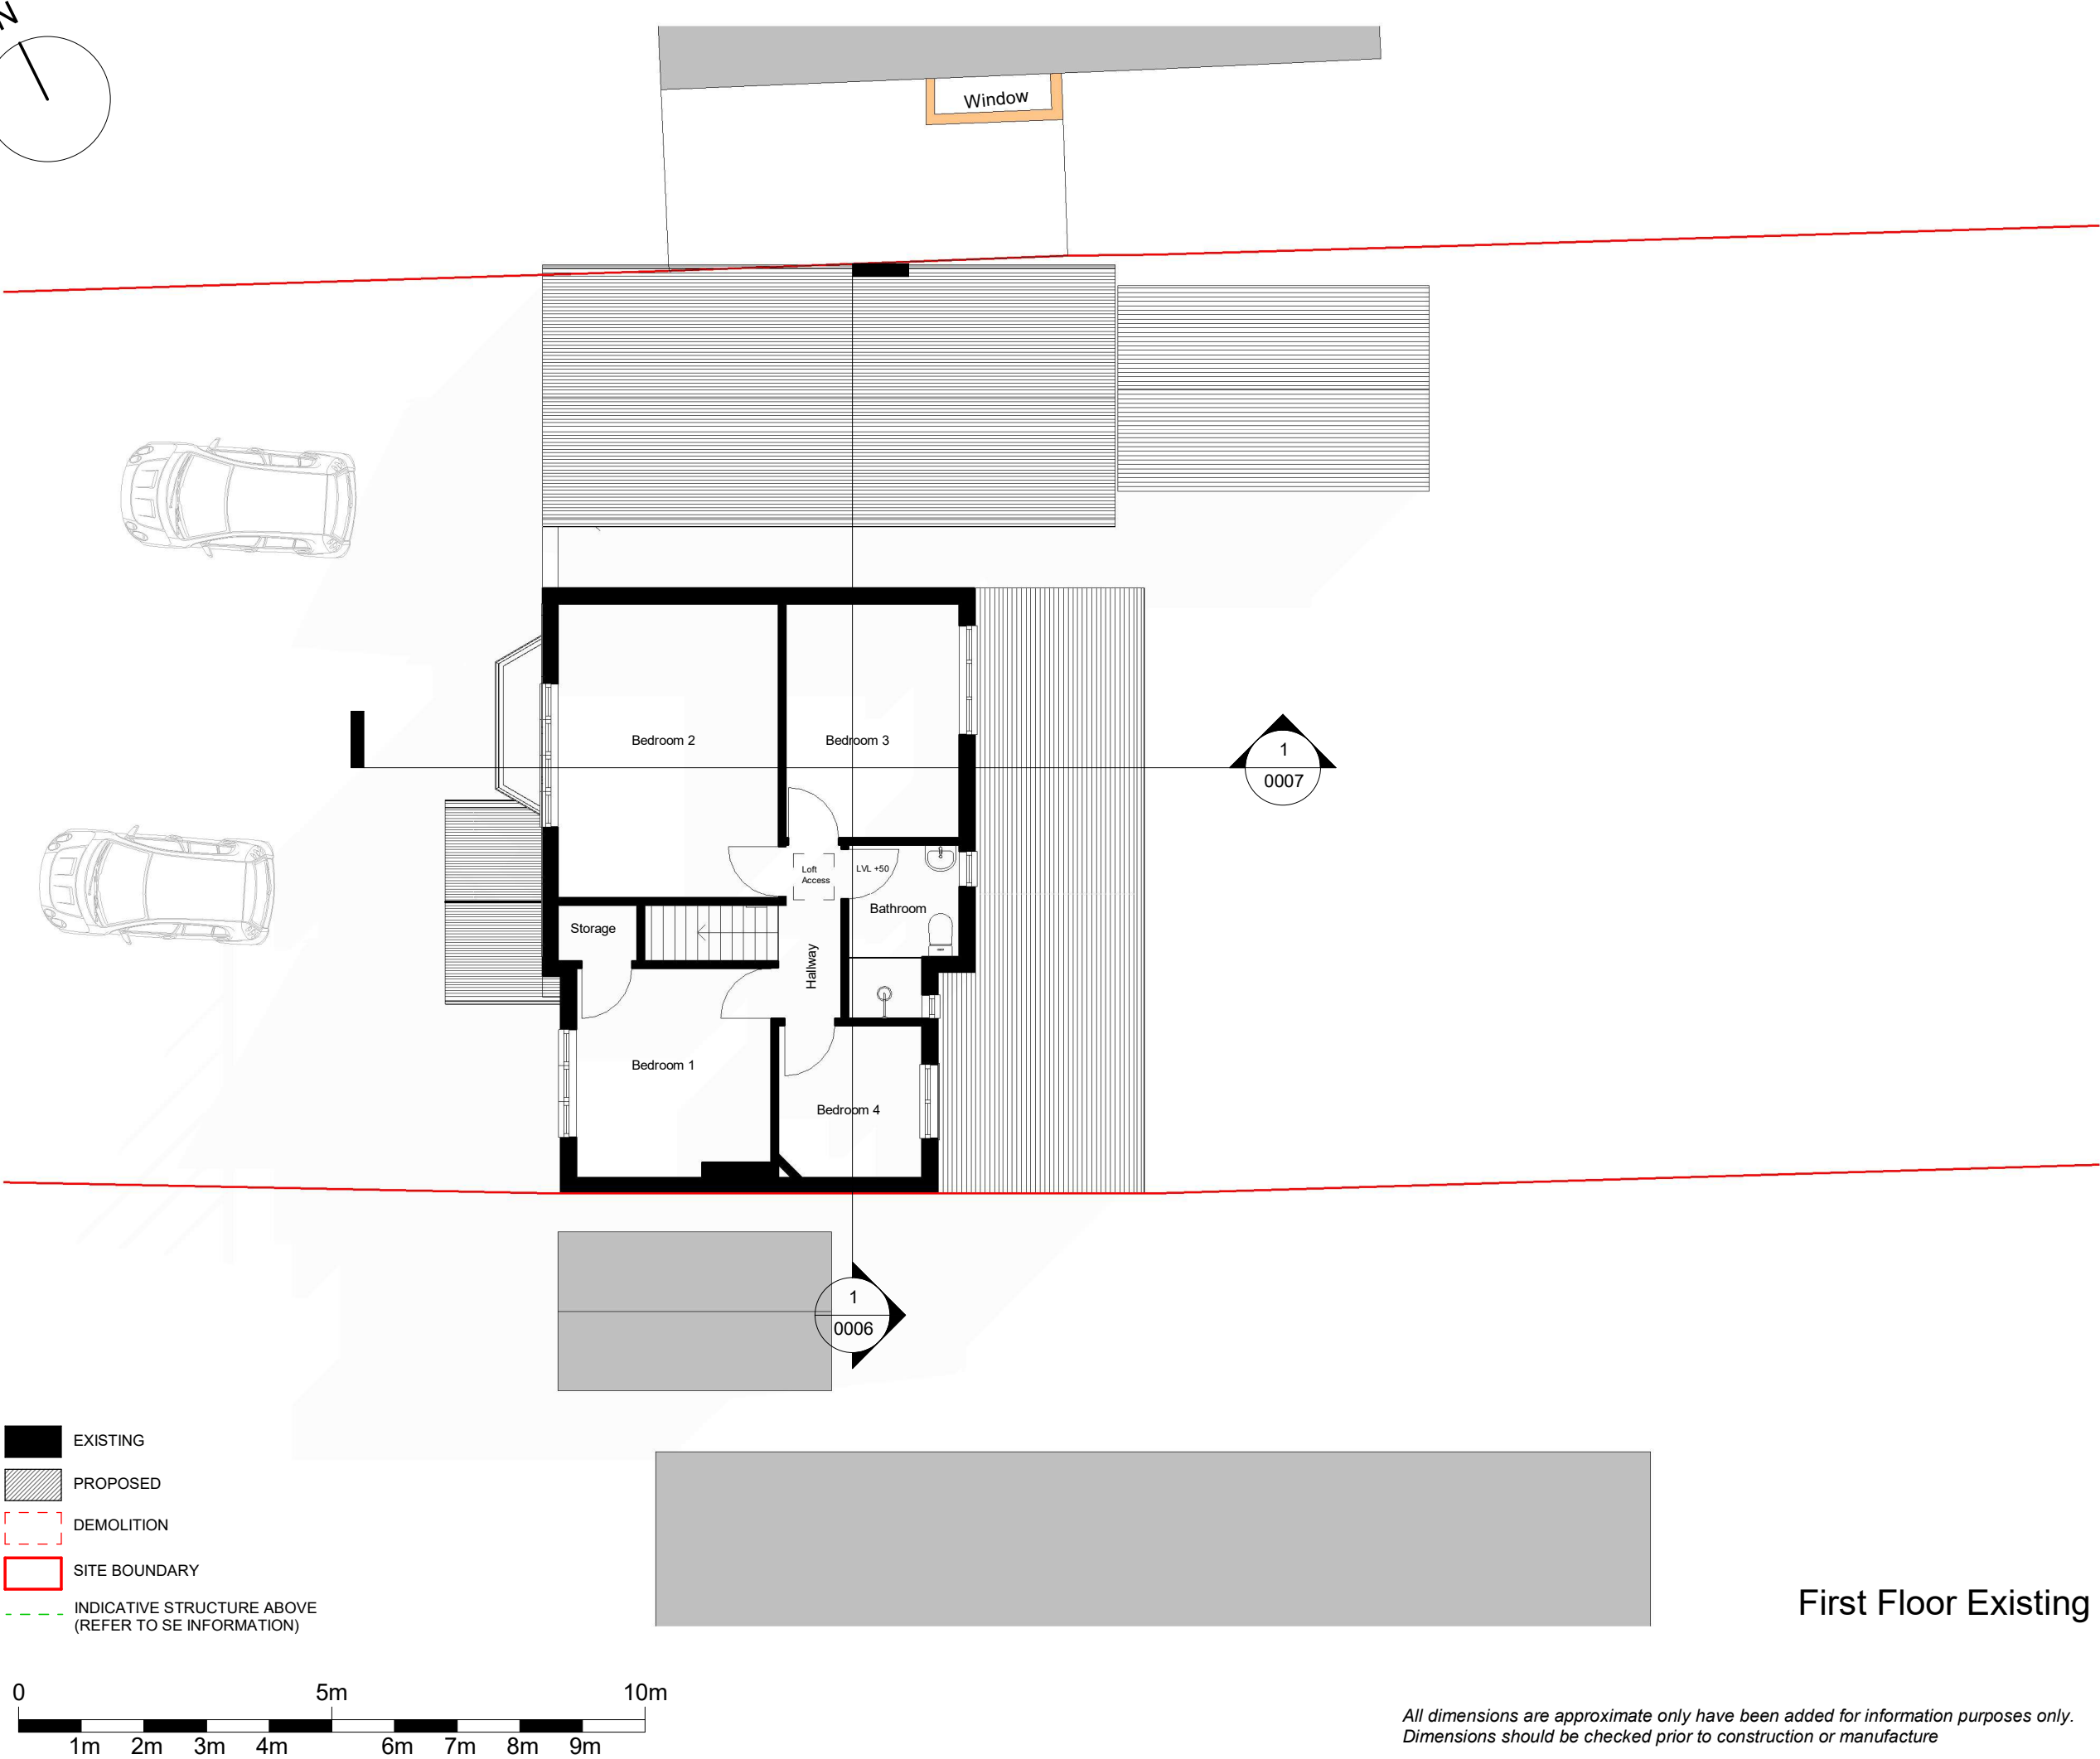 N
Window
Bedroom 2
Bedroom 3
1
0007
Loft
Access
LVL +50
Bathroom
Storage
Hallway
Bedroom 1
Bedroom 4
1
0006
EXISTING
PROPOSED
DEMOLITION
SITE BOUNDARY
INDICATIVE STRUCTURE ABOVE
(REFER TO SE INFORMATION)
First Floor Existing
0 5m 10m
1m 2m 3m 4m 6m 7m 8m 9m
All dimensions are approximate only have been added for information purposes only.
Dimensions should be checked prior to construction or manufacture